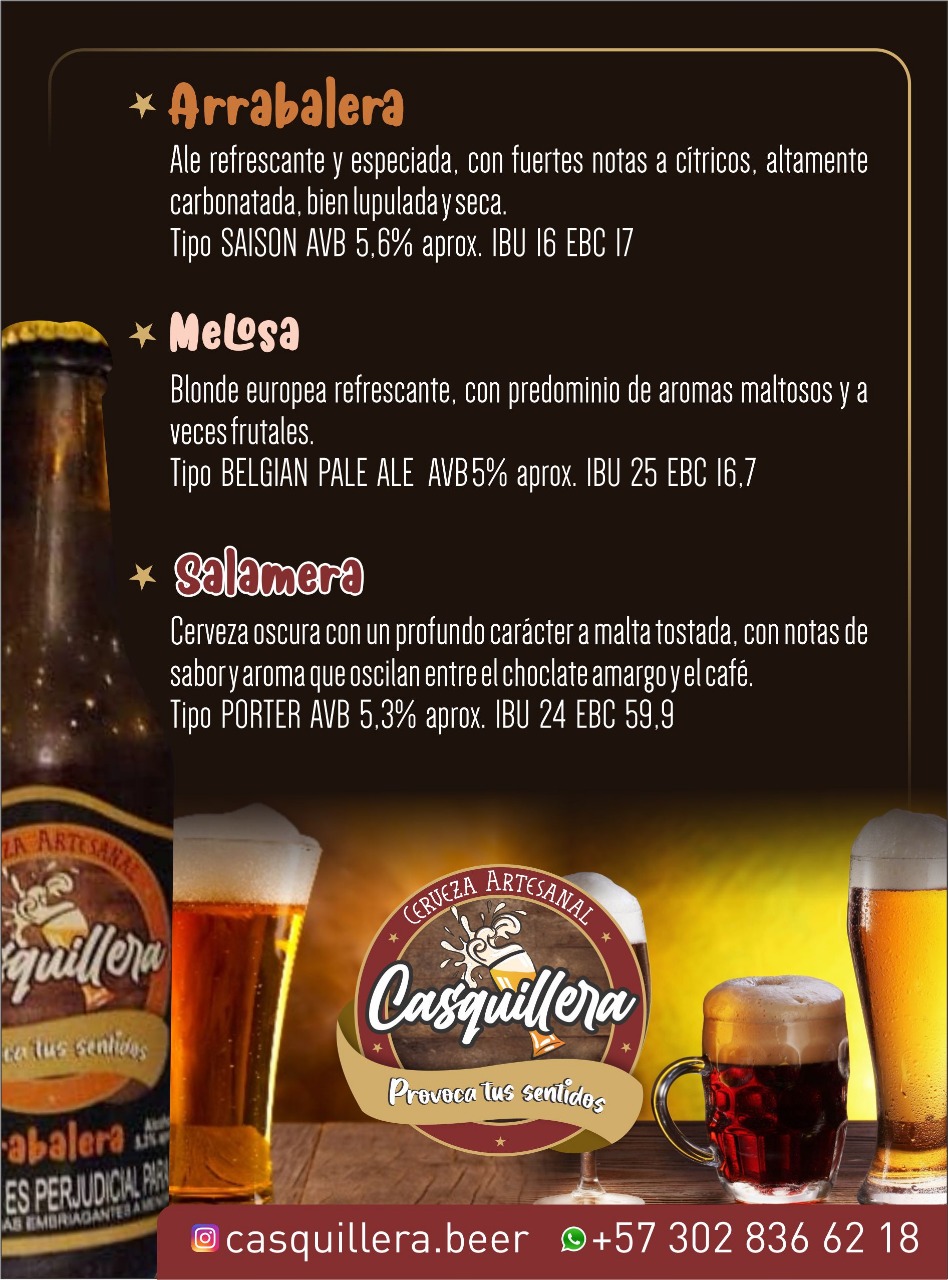 Arrabalera
Ale refrescante y especiada, con fuertes notas a cítricos, altamente
carbonatada, bien lupulada y seca.
Tipo SAISON AVB 5,6% aprox. IBU 16 EBC 17
Melosa
Blonde europea refrescante, con predominio de aromas maltosos y a
veces frutales.
Tipo BELGIAN PALE ALE AVB5% aprox. IBU 25 EBC 16,7
Salamera
Cerveza oscura con un profundo carácter a malta tostada, con notas de
sabor y aroma que oscilan entre el choclate amargo y el café.
Tipo PORTER AVB 5,3% aprox. IBU 24 EBC 59,9
ZA ARTESANAL
squillera
ca tus sentidos
rabalera
ES PERJUDICIAL PARA
AS EMBRIAGANTES A
CERVEZA ARTESANAL
Casquillera
Provoca tus sentidos
casquillera.beer +57 302 836 62 18